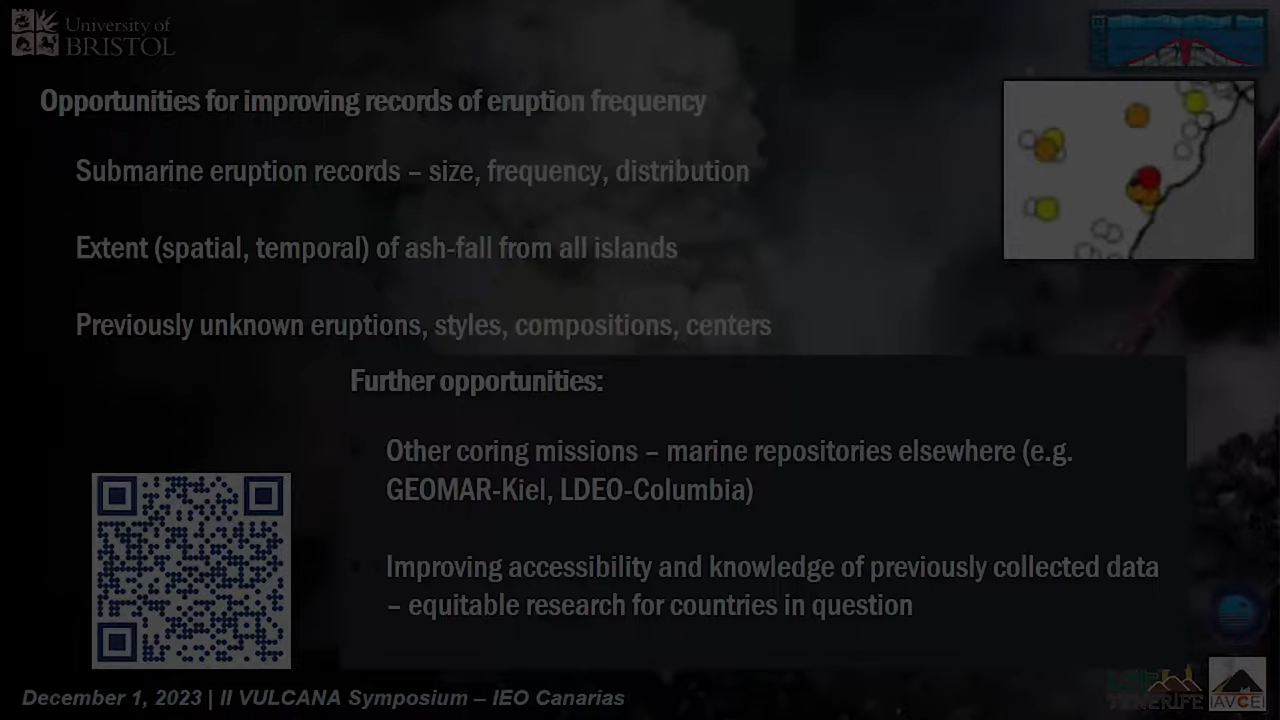 University of
BRISTOL
Opportunities for improving records of eruption frequency
Submarine eruption records – size, frequency, distribution
Extent (spatial, temporal) of ash-fall from all islands
Previously unknown eruptions, styles, compositions, centers
Further opportunities:
Other coring missions – marine repositories elsewhere (e.g.
GEOMAR-Kiel, LDEO-Columbia)
Improving accessibility and knowledge of previously collected data
– equitable research for countries in question
December 1, 2023 | II VULCANA Symposium – IEO Canarias
TENERIFE
AVCEI